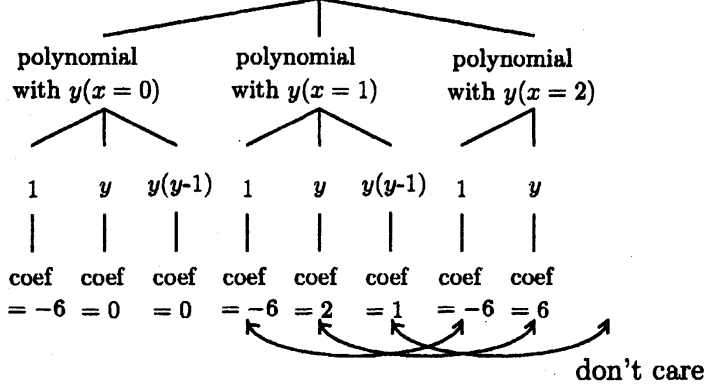 polynomial polynomial polynomial
with y(x = 0) with y(x = 1) with y(x = 2)
1 y y(y-1) 1 y y(y-1) 1 y
coef coef coef coef coef coef coef coef
= −6 = 0 = 0 = −6 = 2 = 1 = −6 = 6
don't care